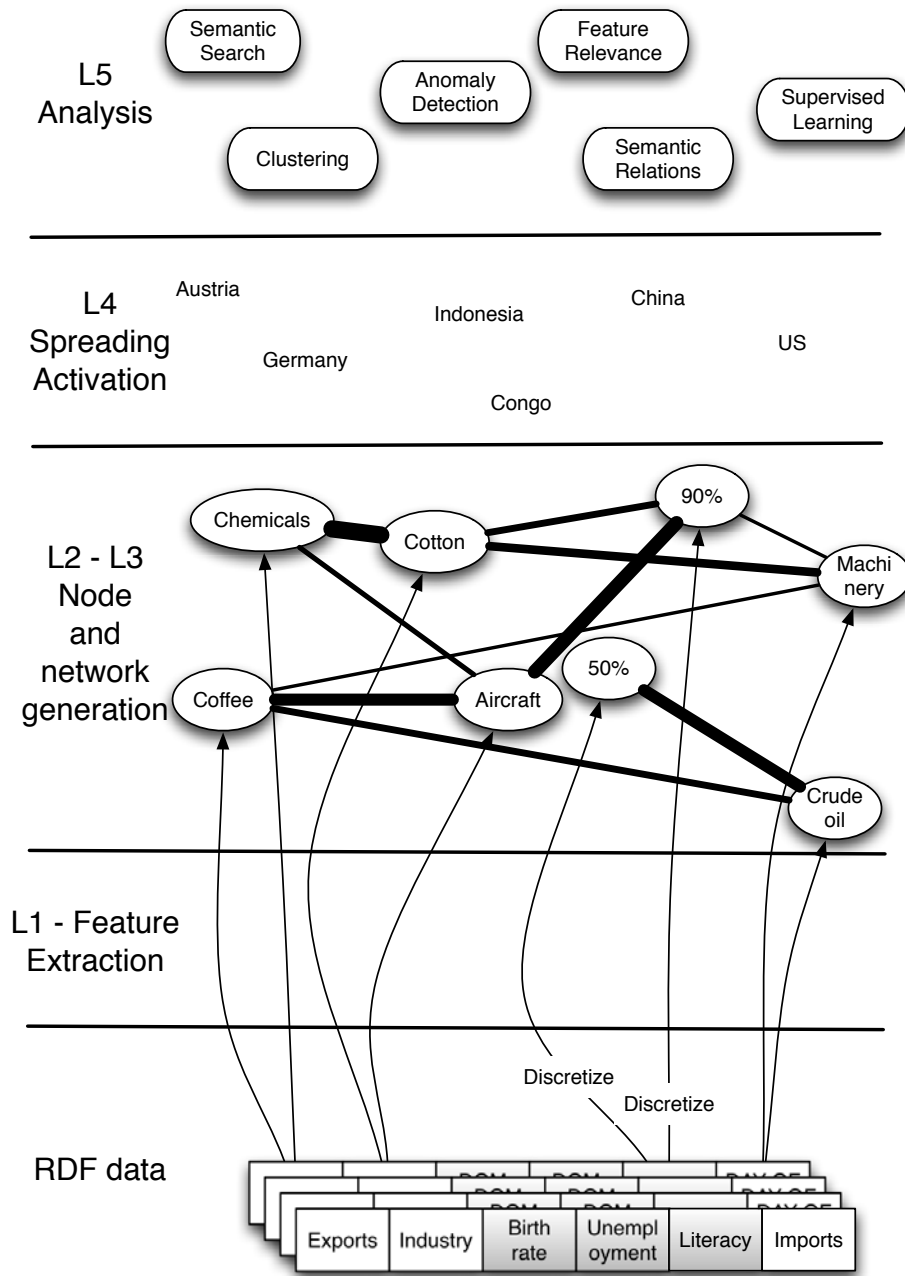 L5
Analysis
Semantic
Search
Feature
Relevance
Anomaly
Detection
Supervised
Learning
Clustering
Semantic
Relations
L4
Spreading
Activation
Austria
Indonesia
China
US
Germany
Congo
L2 - L3
Node
and
network
generation
Chemicals
Cotton
90%
Machi
nery
Coffee
Aircraft
50%
Crude
oil
L1 - Feature
Extraction
Discretize
Discretize
RDF data
Exports
Industry
Birth
rate
Unempl
oyment
Literacy
Imports